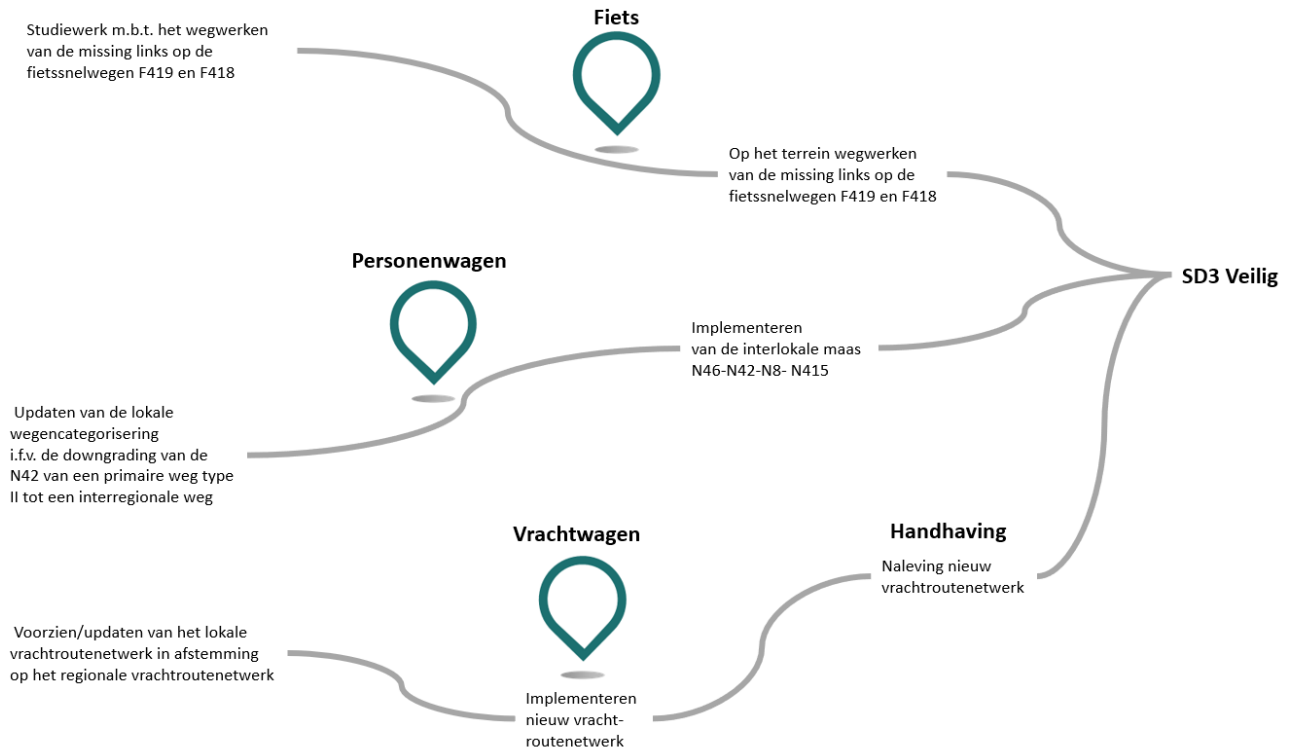 Fiets
Studiewerk m.b.t. het wegwerken
van de missing links op de
fietssnelwegen F419 en F418
Op het terrein wegwerken
van de missing links op de
fietssnelwegen F419 en F418
Personenwagen
SD3 Veilig
Implementeren
van de interlokale maas
N46-N42-N8- N415
Updaten van de lokale
wegencategorisering
i.f.v. de downgrading van de
N42 van een primaire weg type
II tot een interregionale weg
Vrachtwagen
Handhaving
Naleving nieuw
vrachtroutenetwerk
Voorzien/updaten van het lokale
vrachtroutenetwerk in afstemming
op het regionale vrachtroutenetwerk
Implementeren
nieuw vracht-
routenetwerk